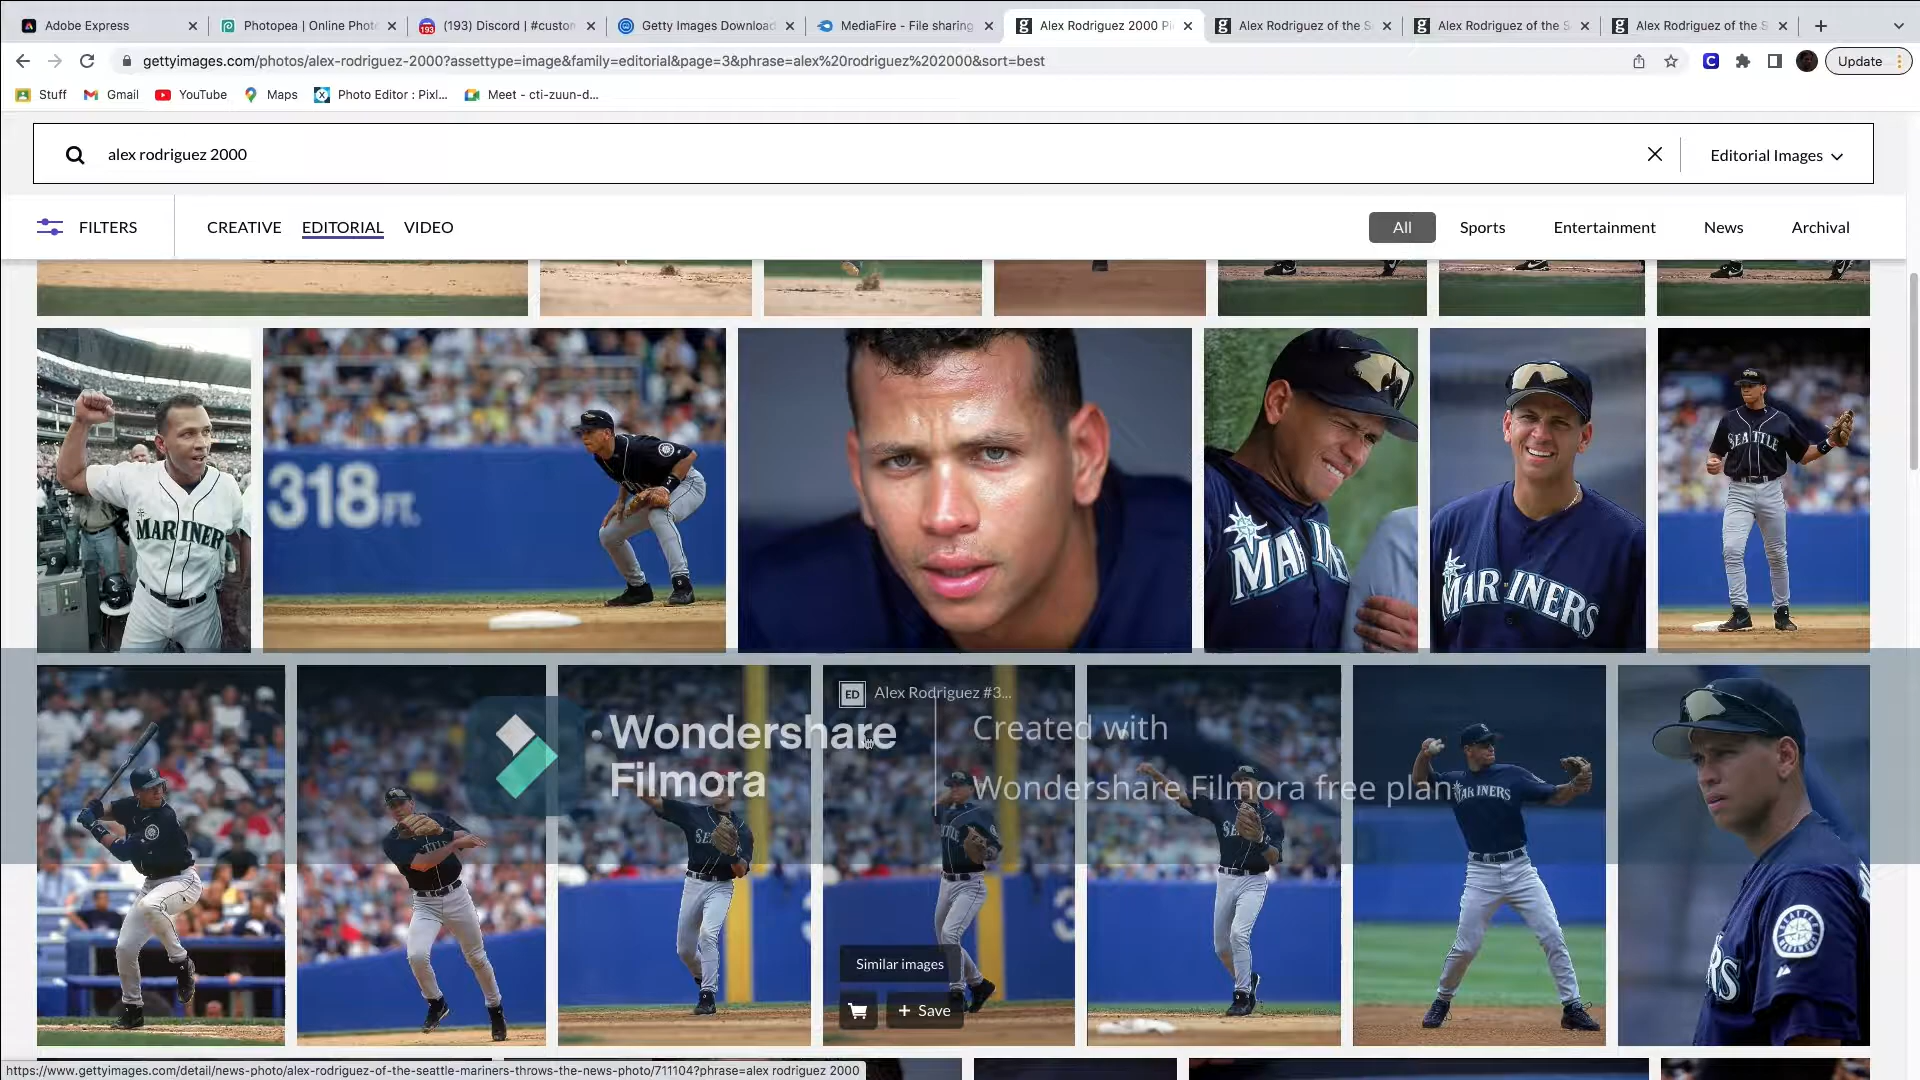 Adobe Express
Photopea | Online Phot
(193) Discord | #custon
Getty Images Download
MediaFire - File sharing
Alex Rodriguez 2000 Pi
Alex Rodriguez of the S
Alex Rodriguez of the S
Alex Rodriguez of the S
gettyimages.com/photos/alex-rodriguez-2000?assettype=image&family=editorial&page=3&phrase=alex%20rodriguez%202000&sort=best
Update
Stuff
Gmail
YouTube
Maps
Photo Editor : Pixl...
Meet - cti-zuun-d...
alex rodriguez 2000
Editorial Images
FILTERS
CREATIVE
EDITORIAL
VIDEO
All
Sports
Entertainment
News
Archival
MARINER
318FT.
MARINERS
SEATTLE
ED
Alex Rodriguez #3...
Wondershare
Filmora
Created with
Wondershare Filmora free plan
MARINERS
Similar images
+ Save
https://www.gettyimages.com/detail/news-photo/alex-rodriguez-of-the-seattle-mariners-throws-the-news-photo/711104?phrase=alex rodriguez 2000